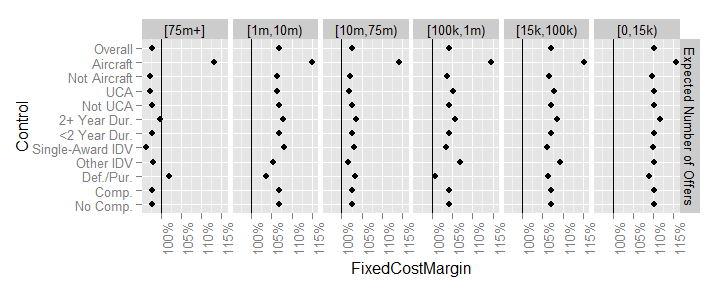 [75m+] [1m,10m) [10m,75m) [100k,1m) [15k,100k) [0,15k)
Overall
Aircraft
Not Aircraft
UCA
Not UCA
2+ Year Dur.
<2 Year Dur.
Single-Award IDV
Other IDV
Def./Pur.
Comp.
No Comp.
Control
Expected Number of Offers
100% 105% 110% 115% 100% 105% 110% 115% 100% 105% 110% 115% 100% 105% 110% 115% 100% 105% 110% 115% 100% 105% 110% 115%
FixedCostMargin